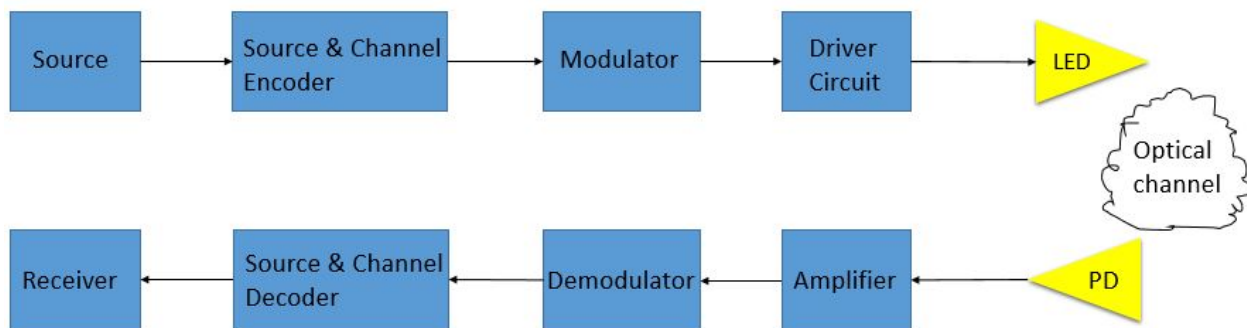 Source
Source & Channel
Encoder
Modulator
Driver
Circuit
LED
Optical
channel
Receiver
Source & Channel
Decoder
Demodulator
Amplifier
PD